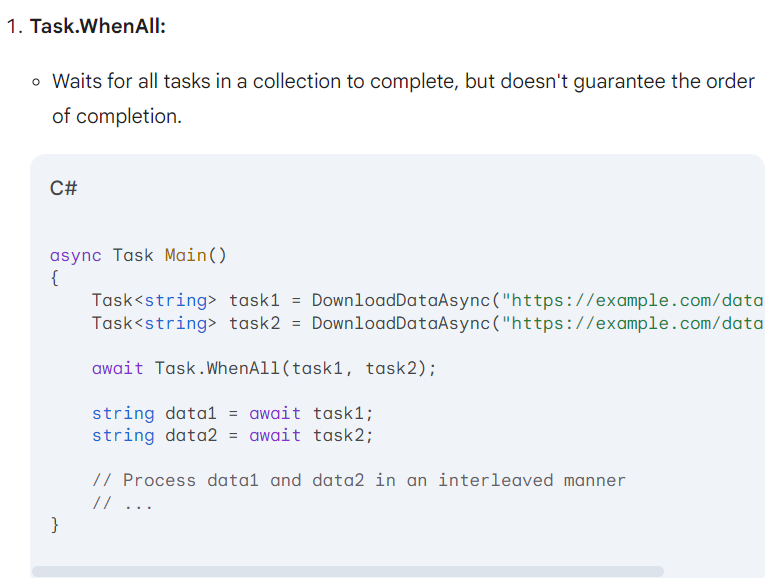 1. Task.WhenAll:
○ Waits for all tasks in a collection to complete, but doesn't guarantee the order
of completion.
C#
async Task Main()
{
    Task<string> task1 = DownloadDataAsync("https://example.com/data
    Task<string> task2 = DownloadDataAsync("https://example.com/data
    await Task.WhenAll(task1, task2);
    string data1 = await task1;
    string data2 = await task2;
    // Process data1 and data2 in an interleaved manner
    // ...
}